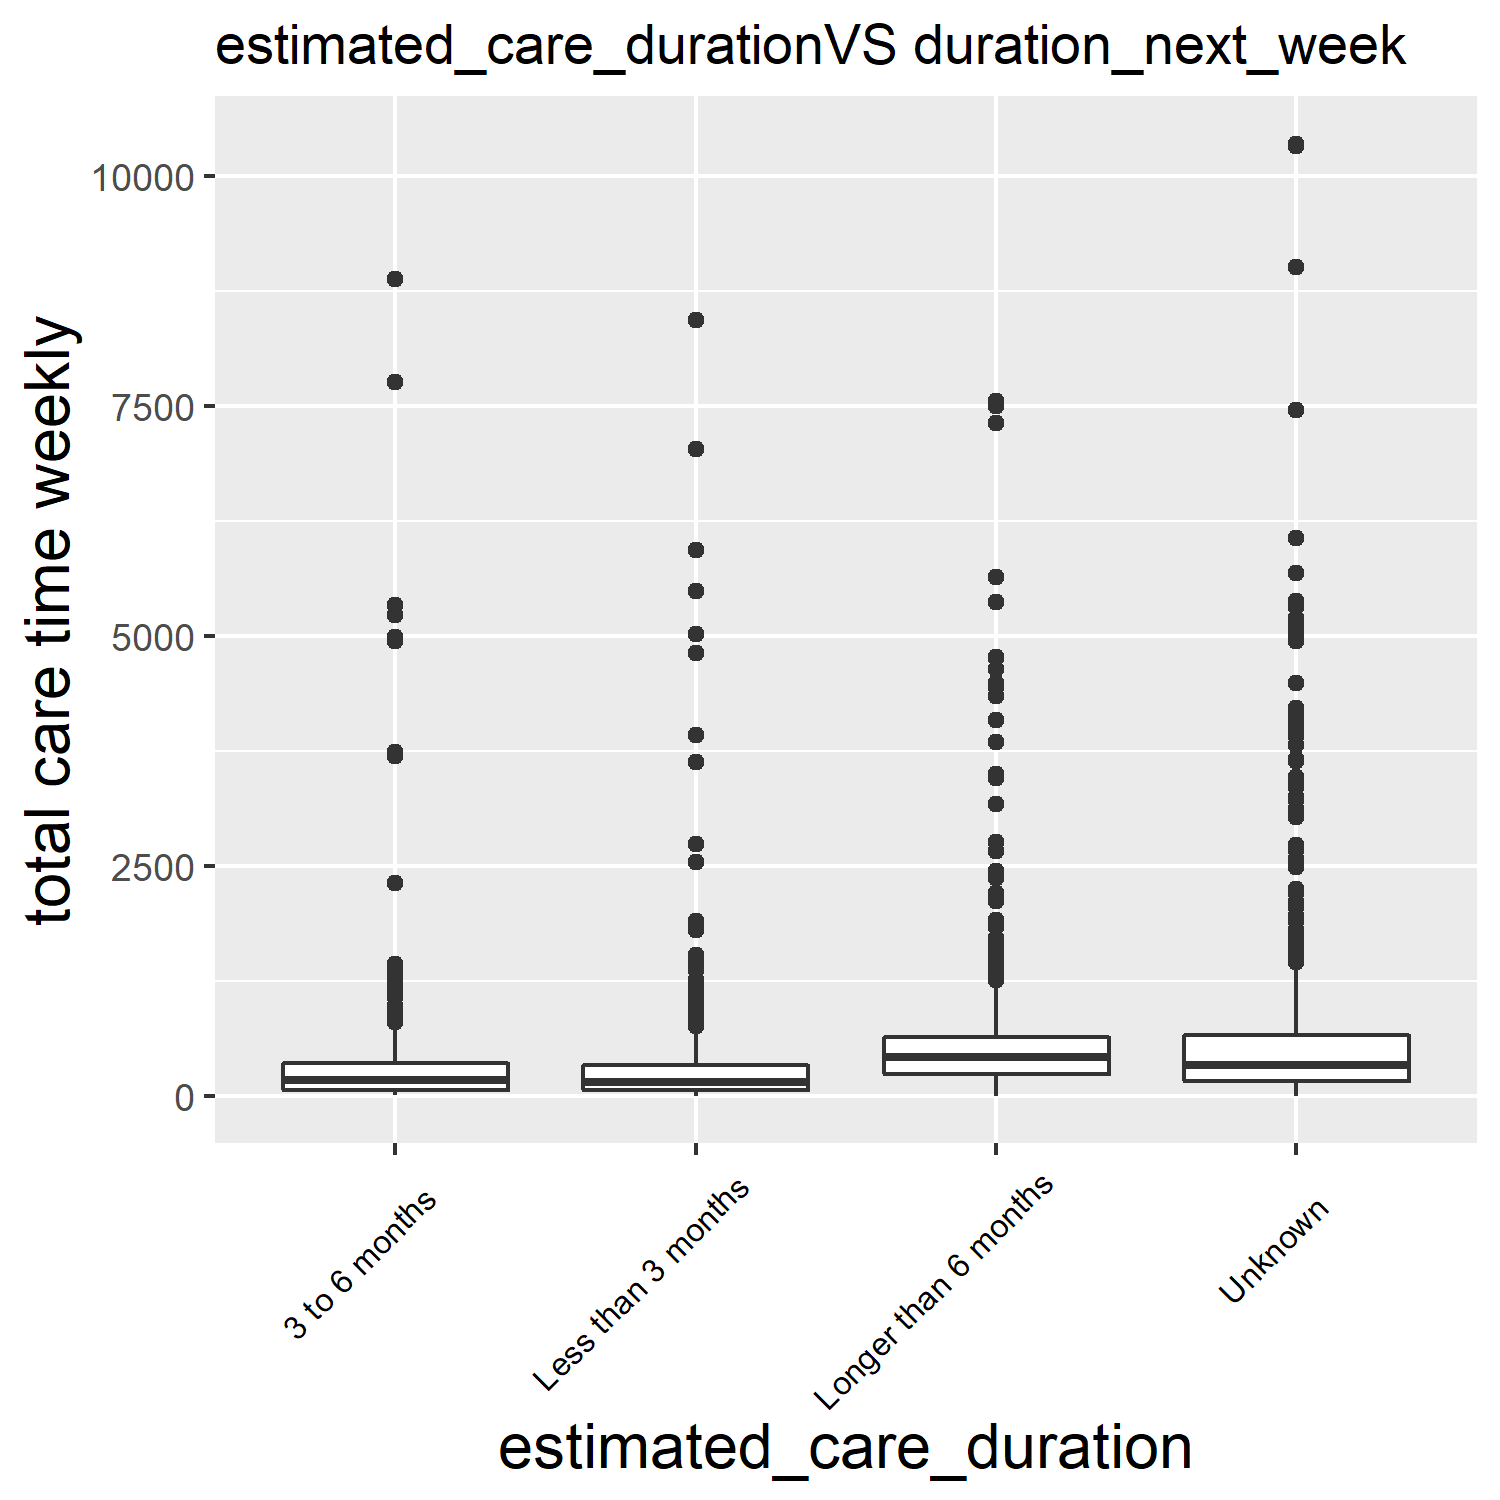 estimated_care_durationVS duration_next_week
total care time weekly
10000
7500
5000
2500
0
3 to 6 months
Less than 3 months
Longer than 6 months
Unknown
estimated_care_duration